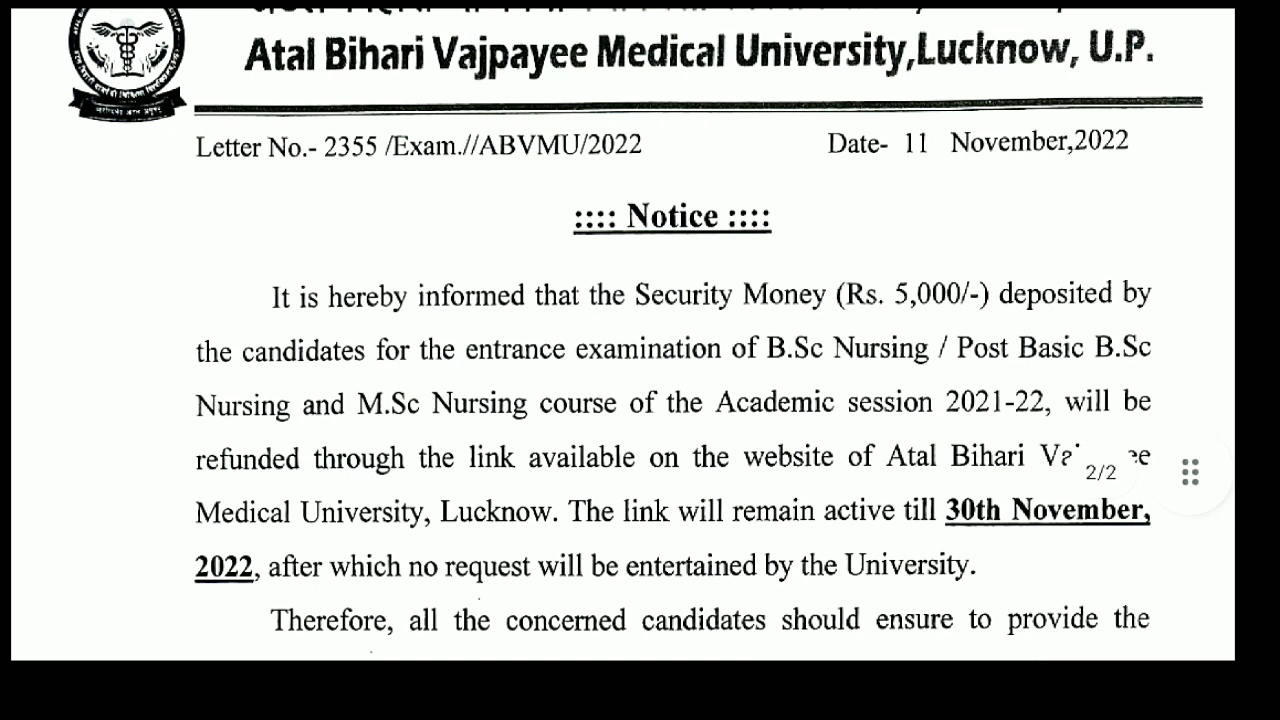 Atal Bihari Vajpayee Medical University,Lucknow, U.P.
Letter No.- 2355 /Exam.//ABVMU/2022 Date- 11 November,2022
:::: Notice ::::
It is hereby informed that the Security Money (Rs. 5,000/-) deposited by
the candidates for the entrance examination of B.Sc Nursing / Post Basic B.Sc
Nursing and M.Sc Nursing course of the Academic session 2021-22, will be
refunded through the link available on the website of Atal Bihari
2/2
Medical University, Lucknow. The link will remain active till 30th November,
2022, after which no request will be entertained by the University.
Therefore, all the concerned candidates should ensure to provide the